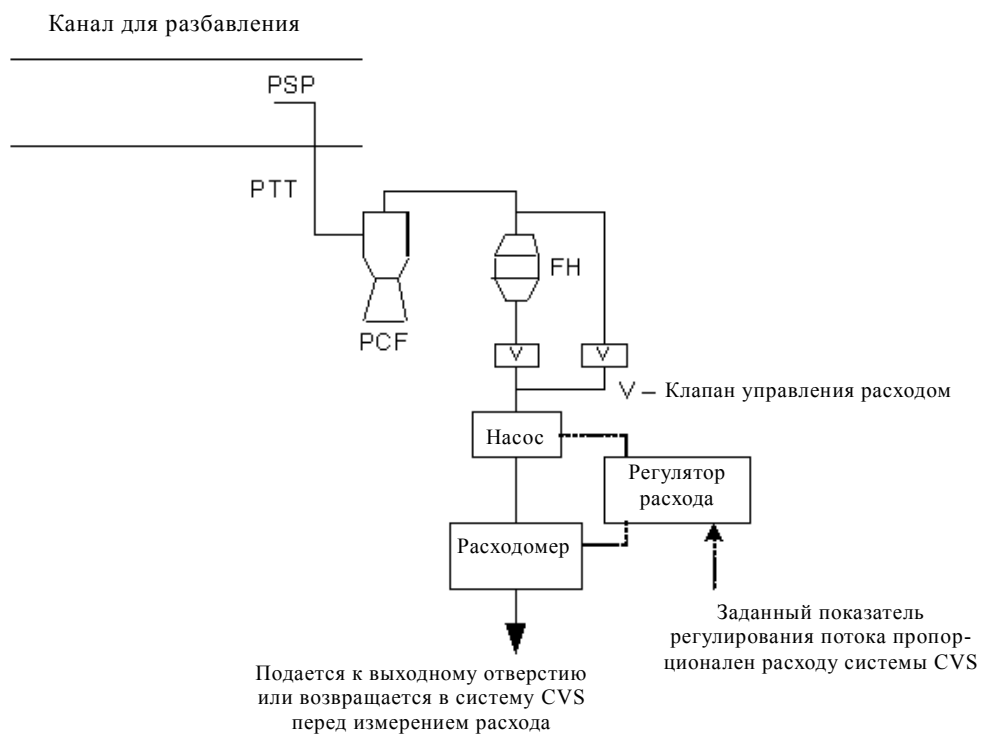 Канал для разбавления
PSP
PTT
FH
PCF
V
V
V – Клапан управления расходом
Насос
Регулятор
расхода
Расходомер
Заданный показатель
регулирования потока пропор-
ционален расходу системы CVS
Подается к выходному отверстию
или возвращается в систему CVS
перед измерением расхода